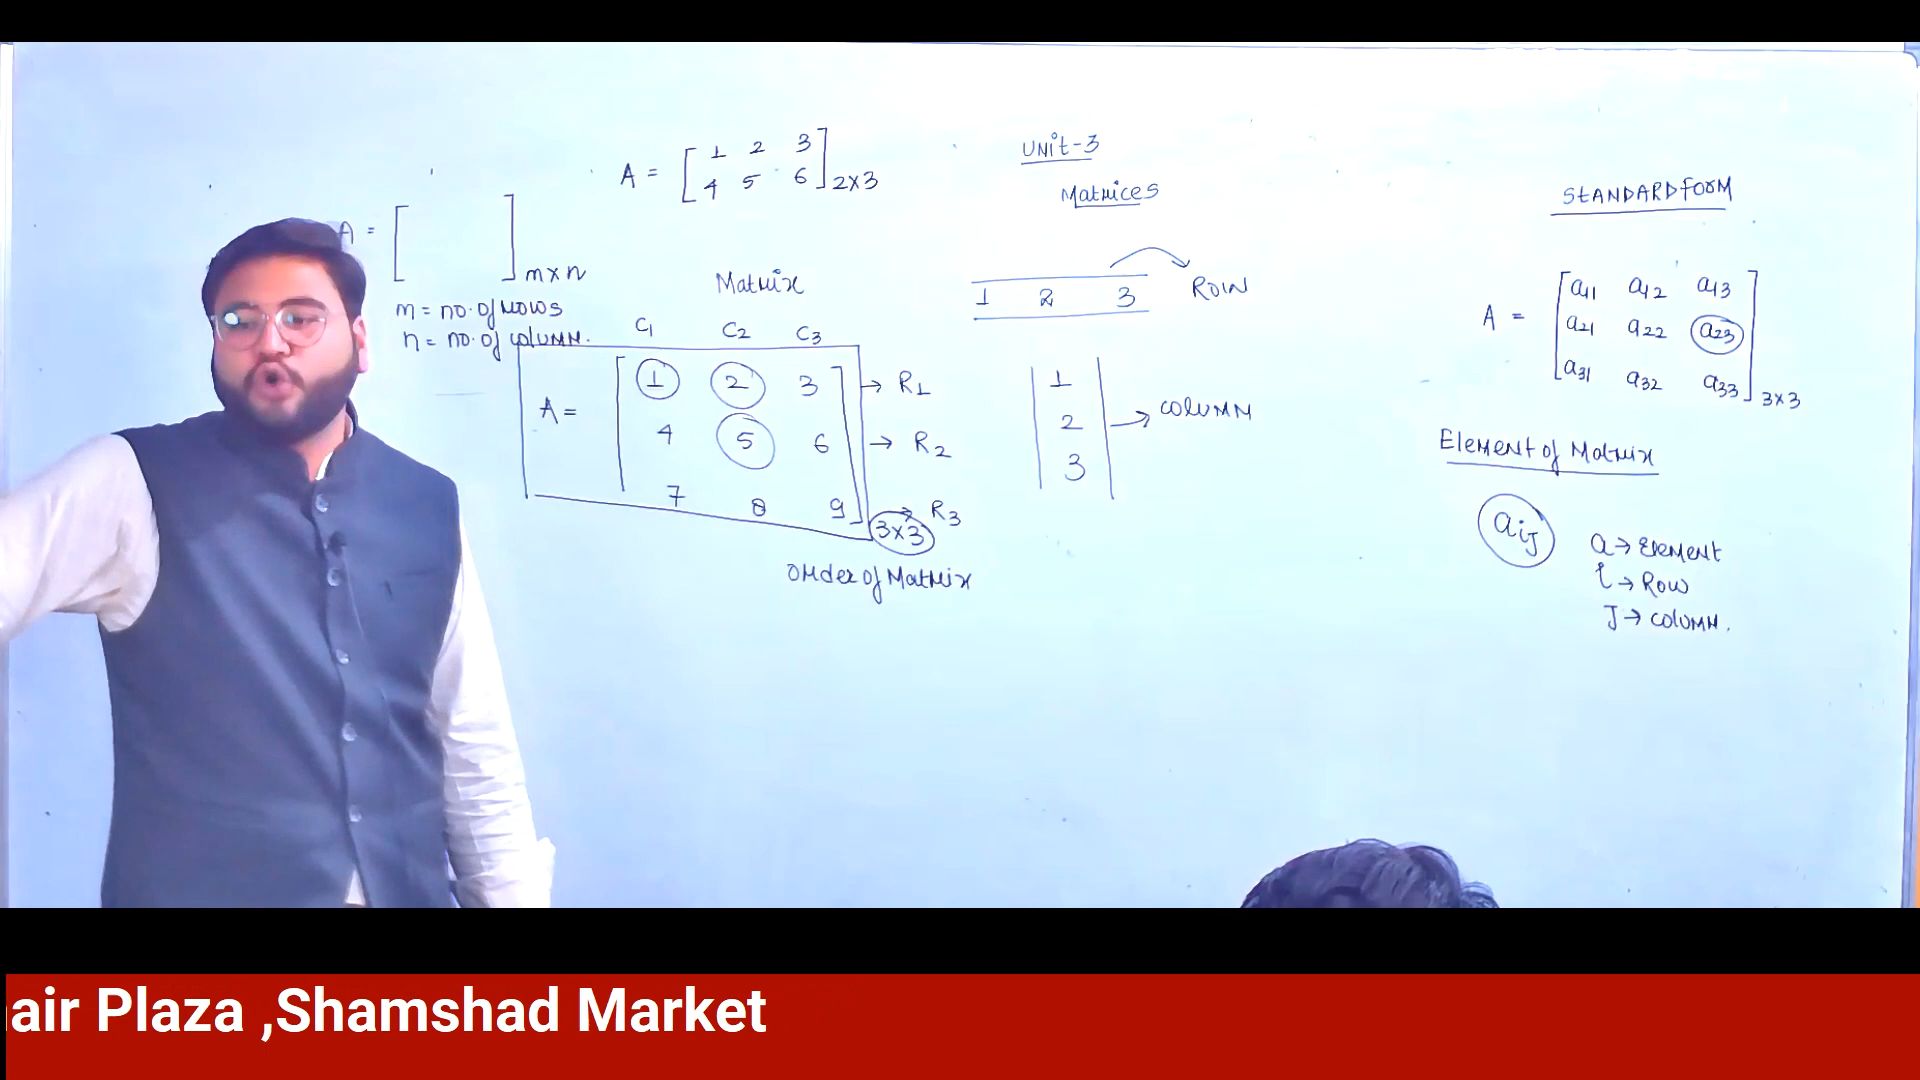 UNit-3
Matrices
A = [ 1 2 3
4 5 6 ] 2x3
A = [ ] mxn
m = no. of rows
n = no. of column.
Matrix
C1 C2 C3
A = [ 1 2 3 ] → R1
4 5 6 → R2
7 8 9 → R3
3x3
Order of Matrix
1 2 3 ROW
1
2 → COLUMN
3
STANDARD FORM
A = [ a11 a12 a13
a21 a22 a23
a31 a32 a33 ] 3x3
Element of Matrix
aij
a → Element
i → Row
J → column.
air Plaza ,Shamshad Market